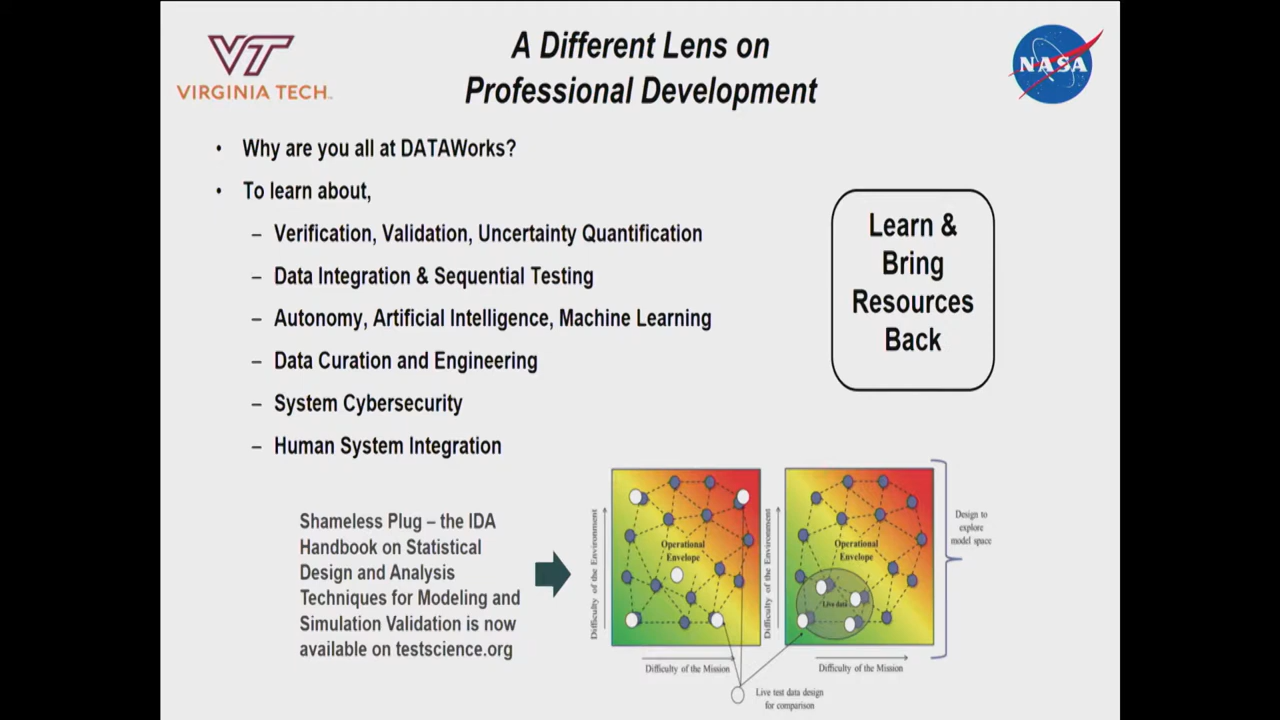 A Different Lens on
Professional Development
VT
VIRGINIA TECH™
NASA
• Why are you all at DATAWorks?
• To learn about,
– Verification, Validation, Uncertainty Quantification
– Data Integration & Sequential Testing
– Autonomy, Artificial Intelligence, Machine Learning
– Data Curation and Engineering
– System Cybersecurity
– Human System Integration
Learn &
Bring
Resources
Back
Shameless Plug – the IDA
Handbook on Statistical
Design and Analysis
Techniques for Modeling and
Simulation Validation is now
available on testscience.org
Difficulty of the Environment
Operational
Envelope
Difficulty of the Mission
Difficulty of the Environment
Operational
Envelope
Live data
Difficulty of the Mission
Design to
explore
model space
Live test data design
for comparison